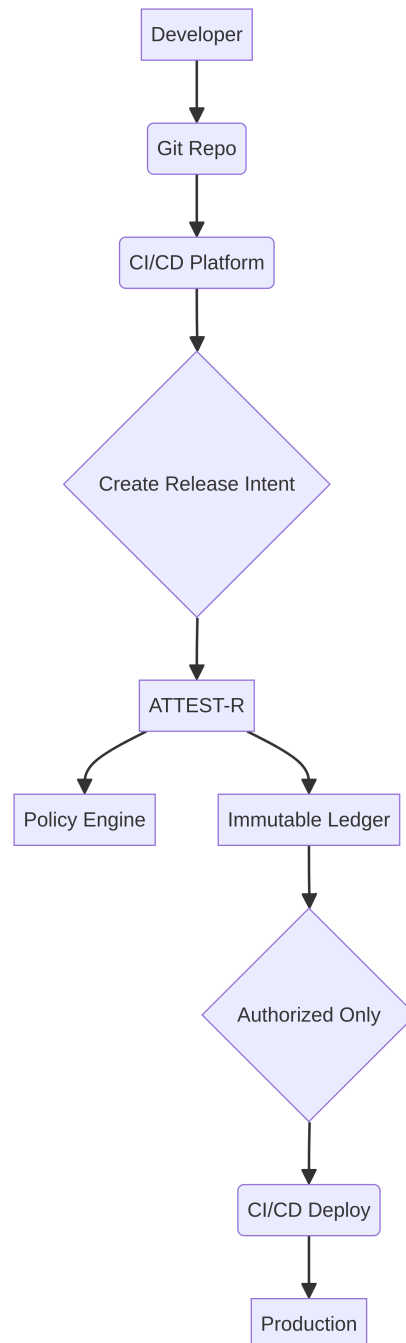 Developer
Git Repo
CI/CD Platform
Create Release Intent
ATTEST-R
Policy Engine
Immutable Ledger
Authorized Only
CI/CD Deploy
Production